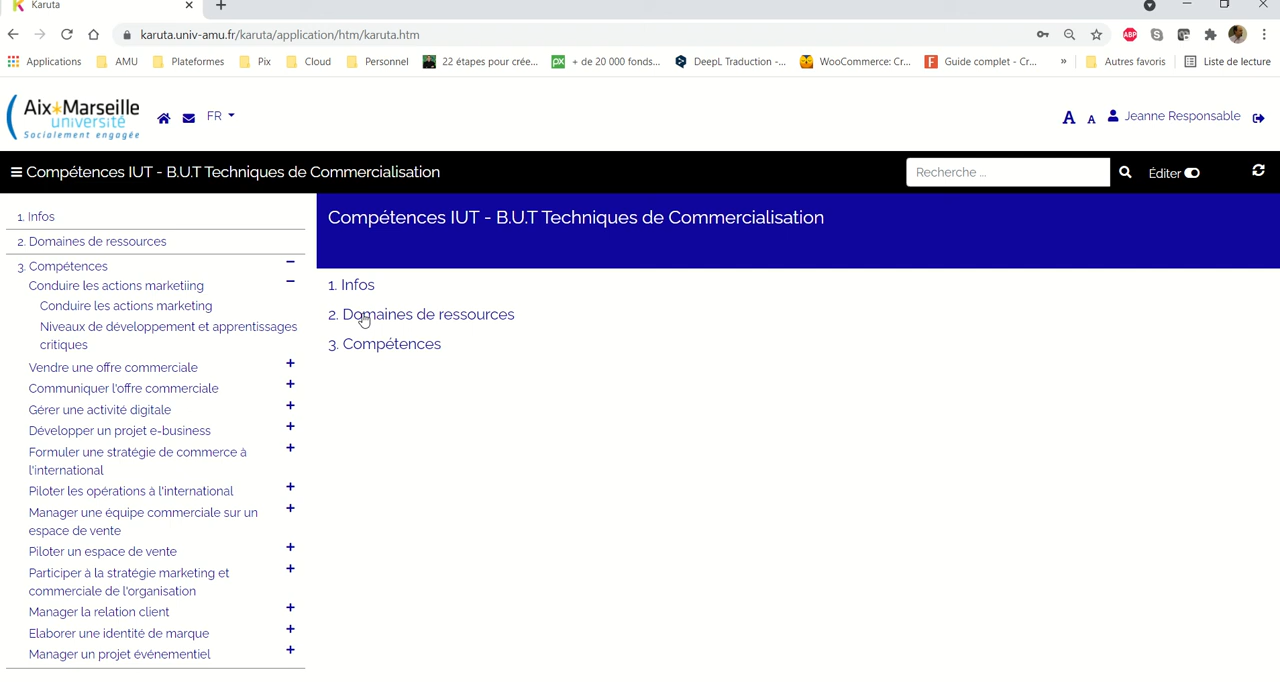 Karuta
karuta.univ-amu.fr/karuta/application/htm/karuta.htm
ABP
Applications AMU Plateformes Pix Cloud Personnel 22 étapes pour crée... px + de 20 000 fonds... DeepL Traduction -... WooCommerce: Cr... F Guide complet - Cr... » Autres favoris Liste de lecture
Aix*Marseille
université
Socialement engagée
FR
A A Jeanne Responsable
Compétences IUT - B.U.T Techniques de Commercialisation
Recherche ...
Éditer
1. Infos
2. Domaines de ressources
3. Compétences
Conduire les actions marketiing
Conduire les actions marketing
Niveaux de développement et apprentissages
critiques
Vendre une offre commerciale
Communiquer l'offre commerciale
Gérer une activité digitale
Développer un projet e-business
Formuler une stratégie de commerce à
l'international
Piloter les opérations à l'international
Manager une équipe commerciale sur un
espace de vente
Piloter un espace de vente
Participer à la stratégie marketing et
commerciale de l'organisation
Manager la relation client
Elaborer une identité de marque
Manager un projet événementiel
Compétences IUT - B.U.T Techniques de Commercialisation
1. Infos
2. Domaines de ressources
3. Compétences